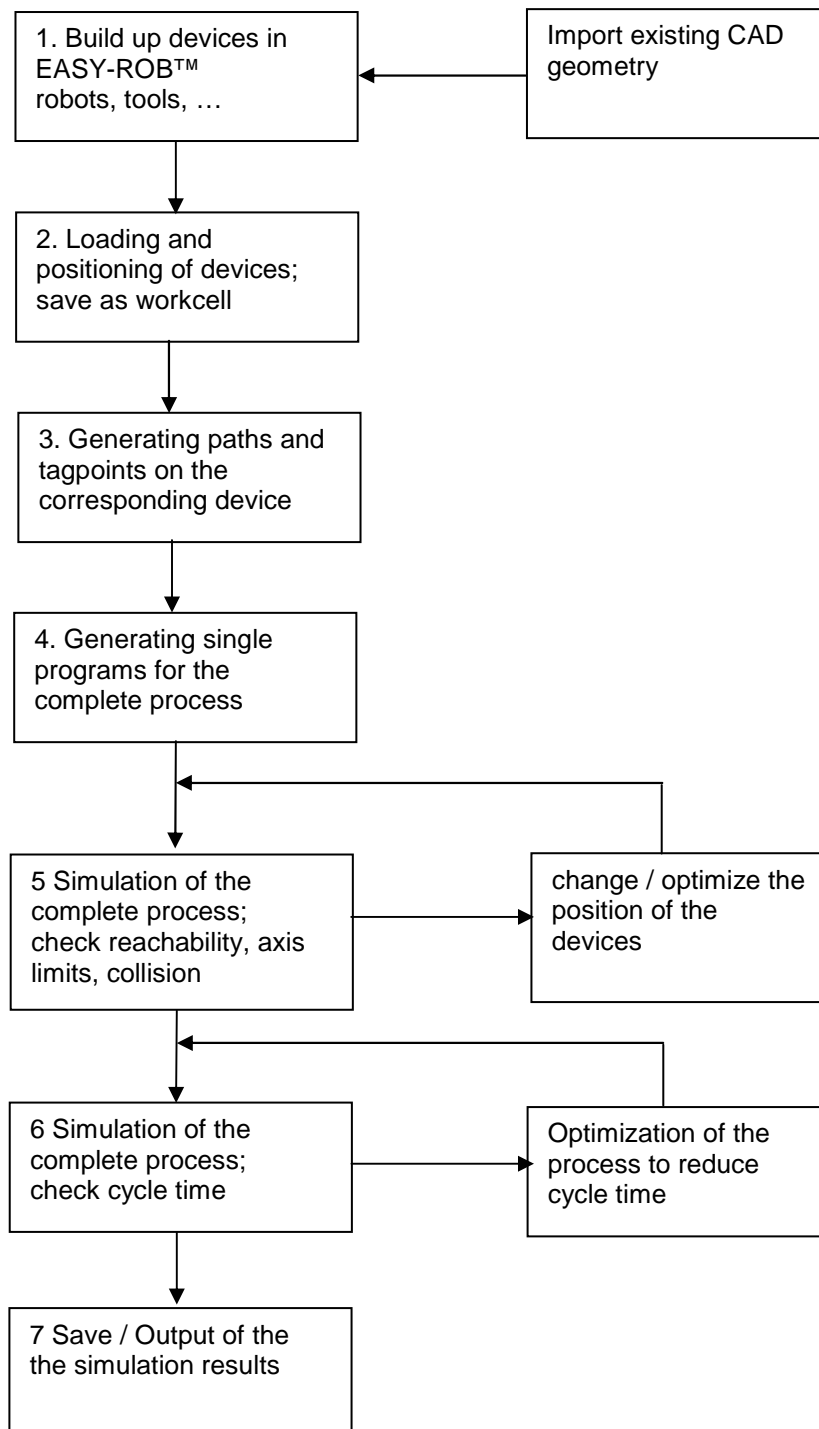 1. Build up devices in
EASY-ROB™
robots, tools, …
Import existing CAD
geometry
2. Loading and
positioning of devices;
save as workcell
3. Generating paths and
tagpoints on the
corresponding device
4. Generating single
programs for the
complete process
5 Simulation of the
complete process;
check reachability, axis
limits, collision
change / optimize the
position of the
devices
6 Simulation of the
complete process;
check cycle time
Optimization of the
process to reduce
cycle time
7 Save / Output of the
the simulation results